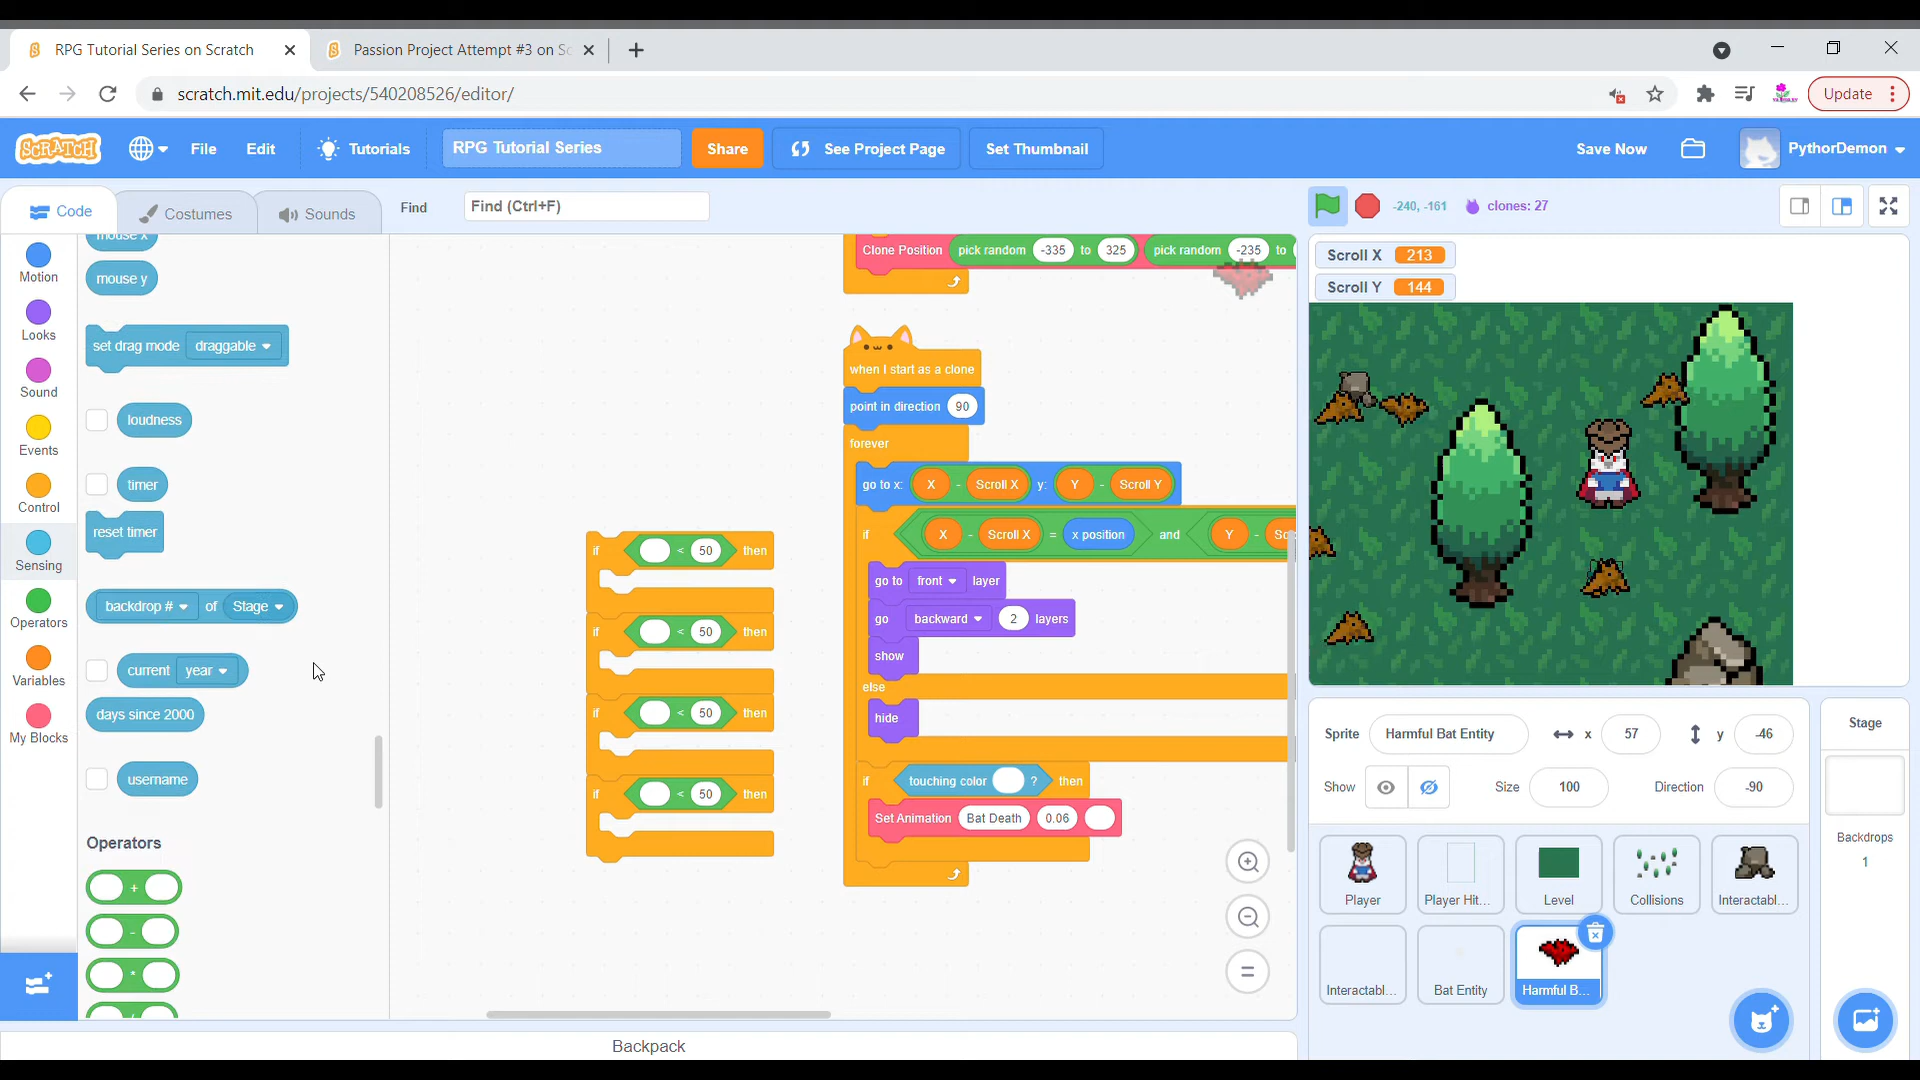 RPG Tutorial Series on Scratch
Passion Project Attempt #3 on Sc
scratch.mit.edu/projects/540208526/editor/
Update
SCRATCH
File
Edit
Tutorials
RPG Tutorial Series
Share
See Project Page
Set Thumbnail
Save Now
PythorDemon
Code
Costumes
Sounds
Find
Find (Ctrl+F)
-240, -161
clones: 27
Motion
Looks
Sound
Events
Control
Sensing
Operators
Variables
My Blocks
mouse x
mouse y
set drag mode draggable
loudness
timer
reset timer
backdrop # of Stage
current year
days since 2000
username
Operators
+
-
*
if < 50 then
if < 50 then
if < 50 then
if < 50 then
Clone Position pick random -335 to 325 pick random -235 to
when I start as a clone
point in direction 90
forever
go to x: X - Scroll X y: Y - Scroll Y
if X - Scroll X = x position and Y - Sc
go to front layer
go backward 2 layers
show
else
hide
if touching color ? then
Set Animation Bat Death 0.06
Backpack
Scroll X 213
Scroll Y 144
Sprite Harmful Bat Entity x 57 y -46
Show Size 100 Direction -90
Player
Player Hit...
Level
Collisions
Interactabl...
Interactabl...
Bat Entity
Harmful B...
Stage
Backdrops
1